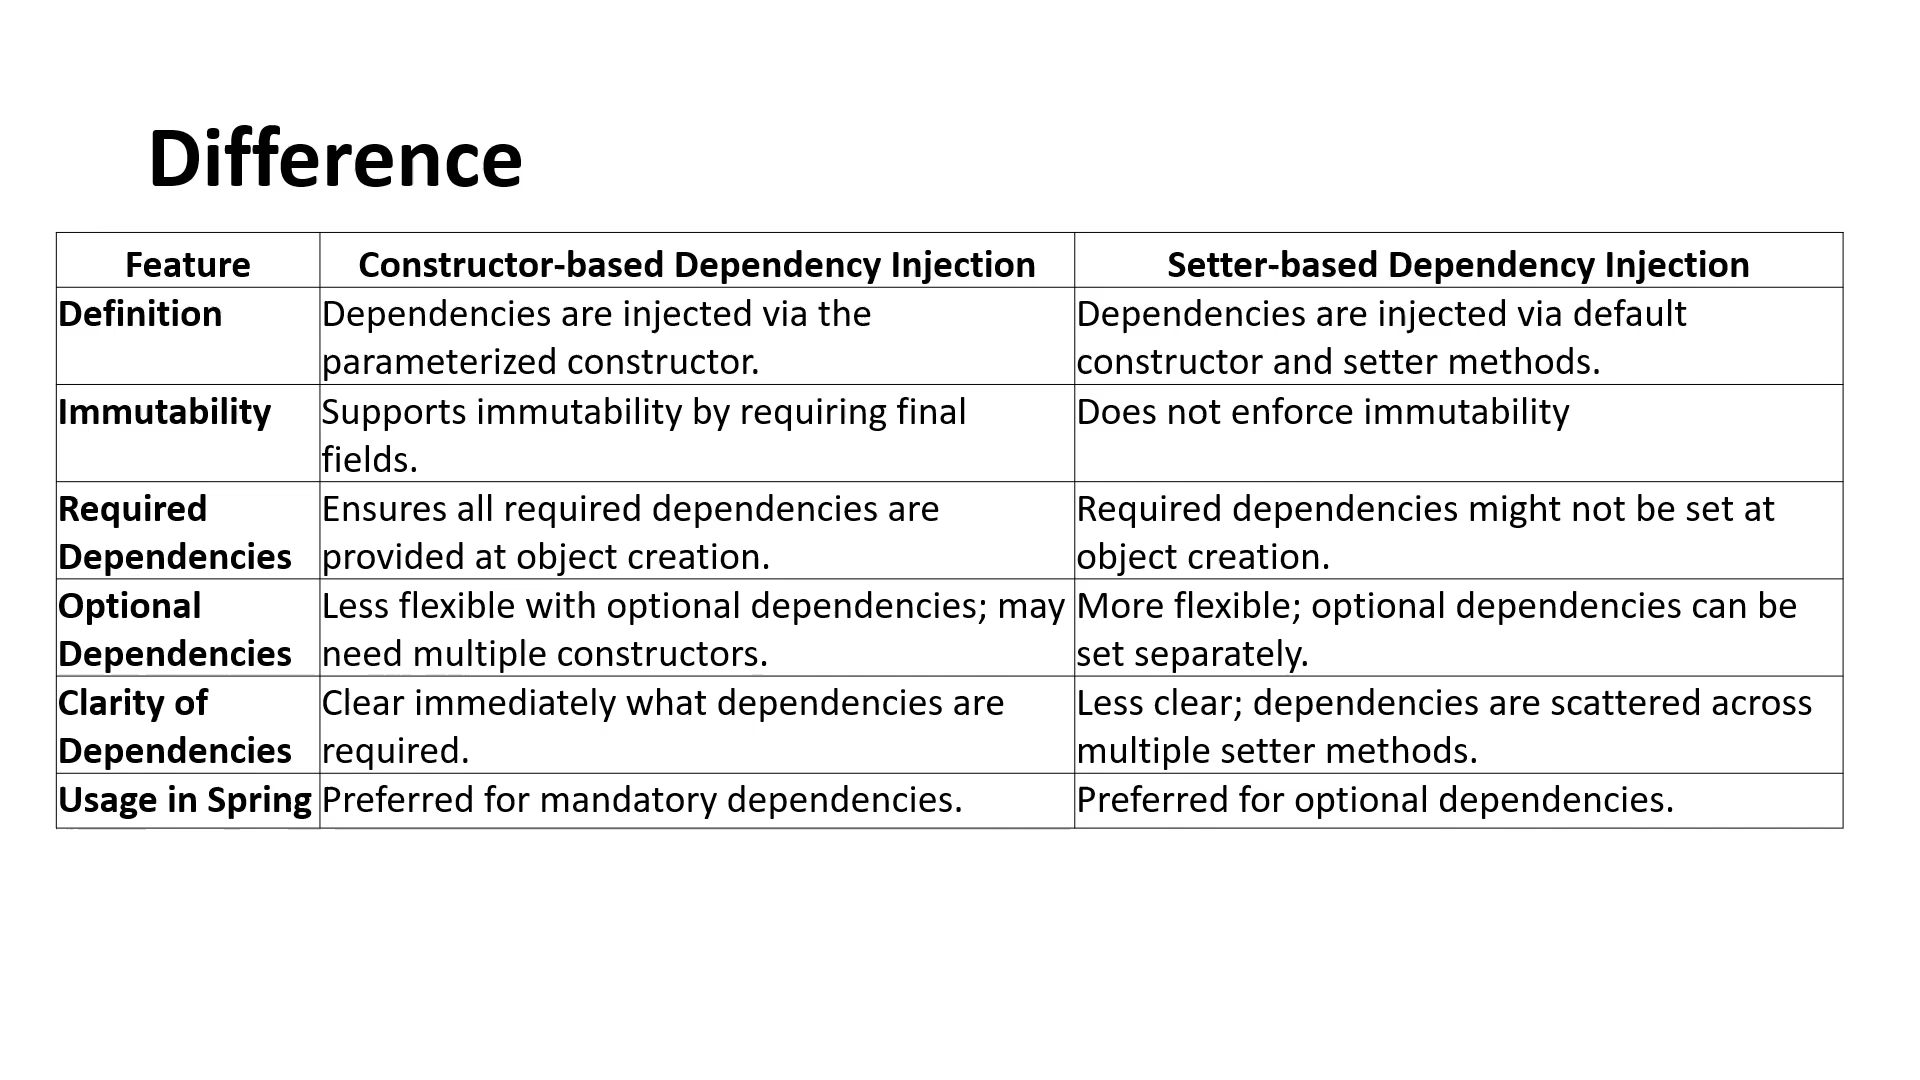 Difference
Feature
Constructor-based Dependency Injection
Setter-based Dependency Injection
Definition
Dependencies are injected via the
parameterized constructor.
Dependencies are injected via default
constructor and setter methods.
Immutability
Supports immutability by requiring final
fields.
Does not enforce immutability
Required
Dependencies
Ensures all required dependencies are
provided at object creation.
Required dependencies might not be set at
object creation.
Optional
Dependencies
Less flexible with optional dependencies; may
need multiple constructors.
More flexible; optional dependencies can be
set separately.
Clarity of
Dependencies
Clear immediately what dependencies are
required.
Less clear; dependencies are scattered across
multiple setter methods.
Usage in Spring
Preferred for mandatory dependencies.
Preferred for optional dependencies.